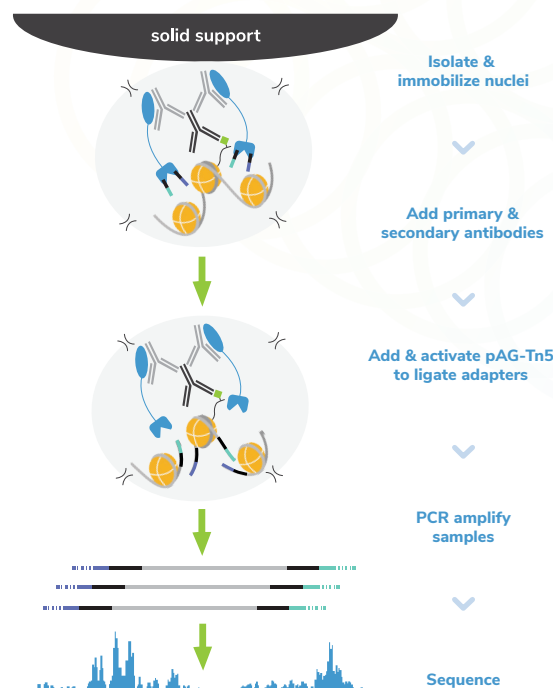 solid support
Isolate &
immobilize nuclei
Add primary &
secondary antibodies
Add & activate pAG-Tn5
to ligate adapters
PCR amplify
samples
Sequence